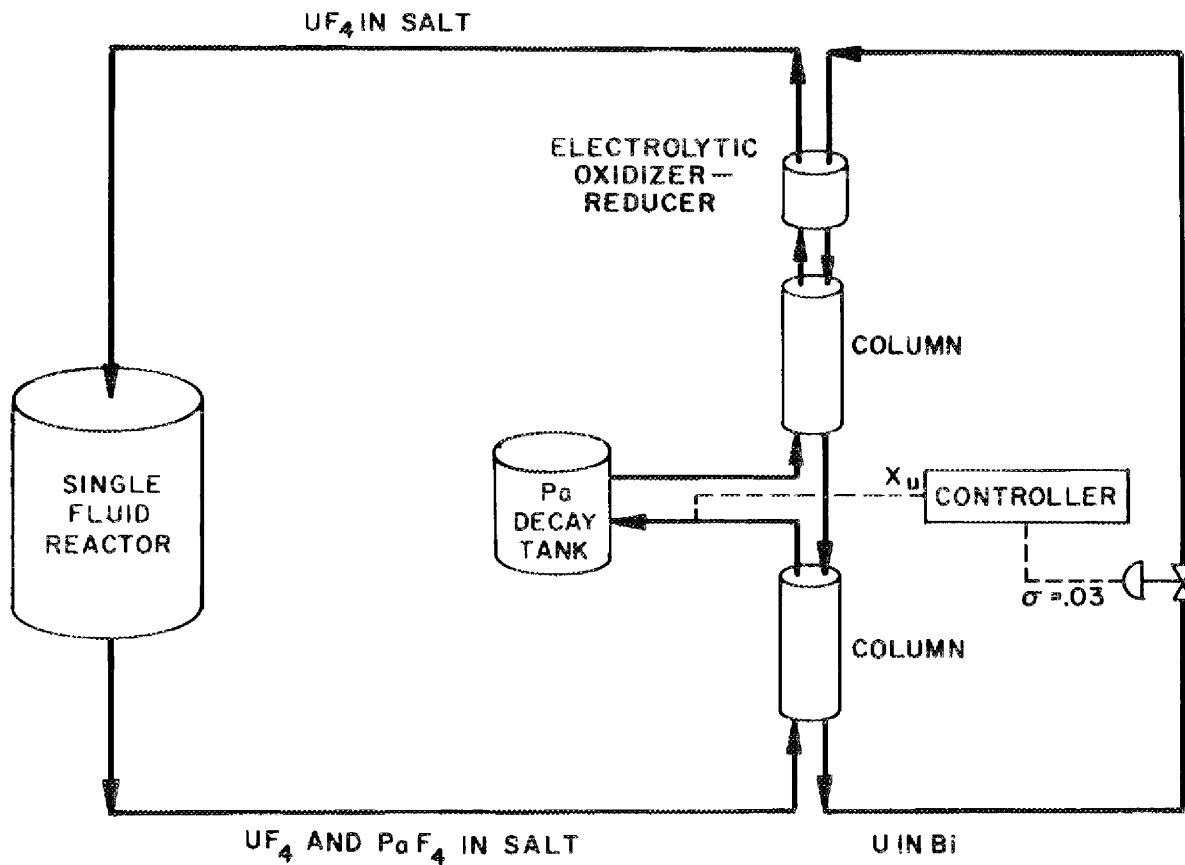 UF4 IN SALT
ELECTROLYTIC
OXIDIZER—
REDUCER
COLUMN
SINGLE
FLUID
REACTOR
Pa
DECAY
TANK
Xu
CONTROLLER
σ=.03
COLUMN
UF4 AND PaF4 IN SALT
U IN Bi